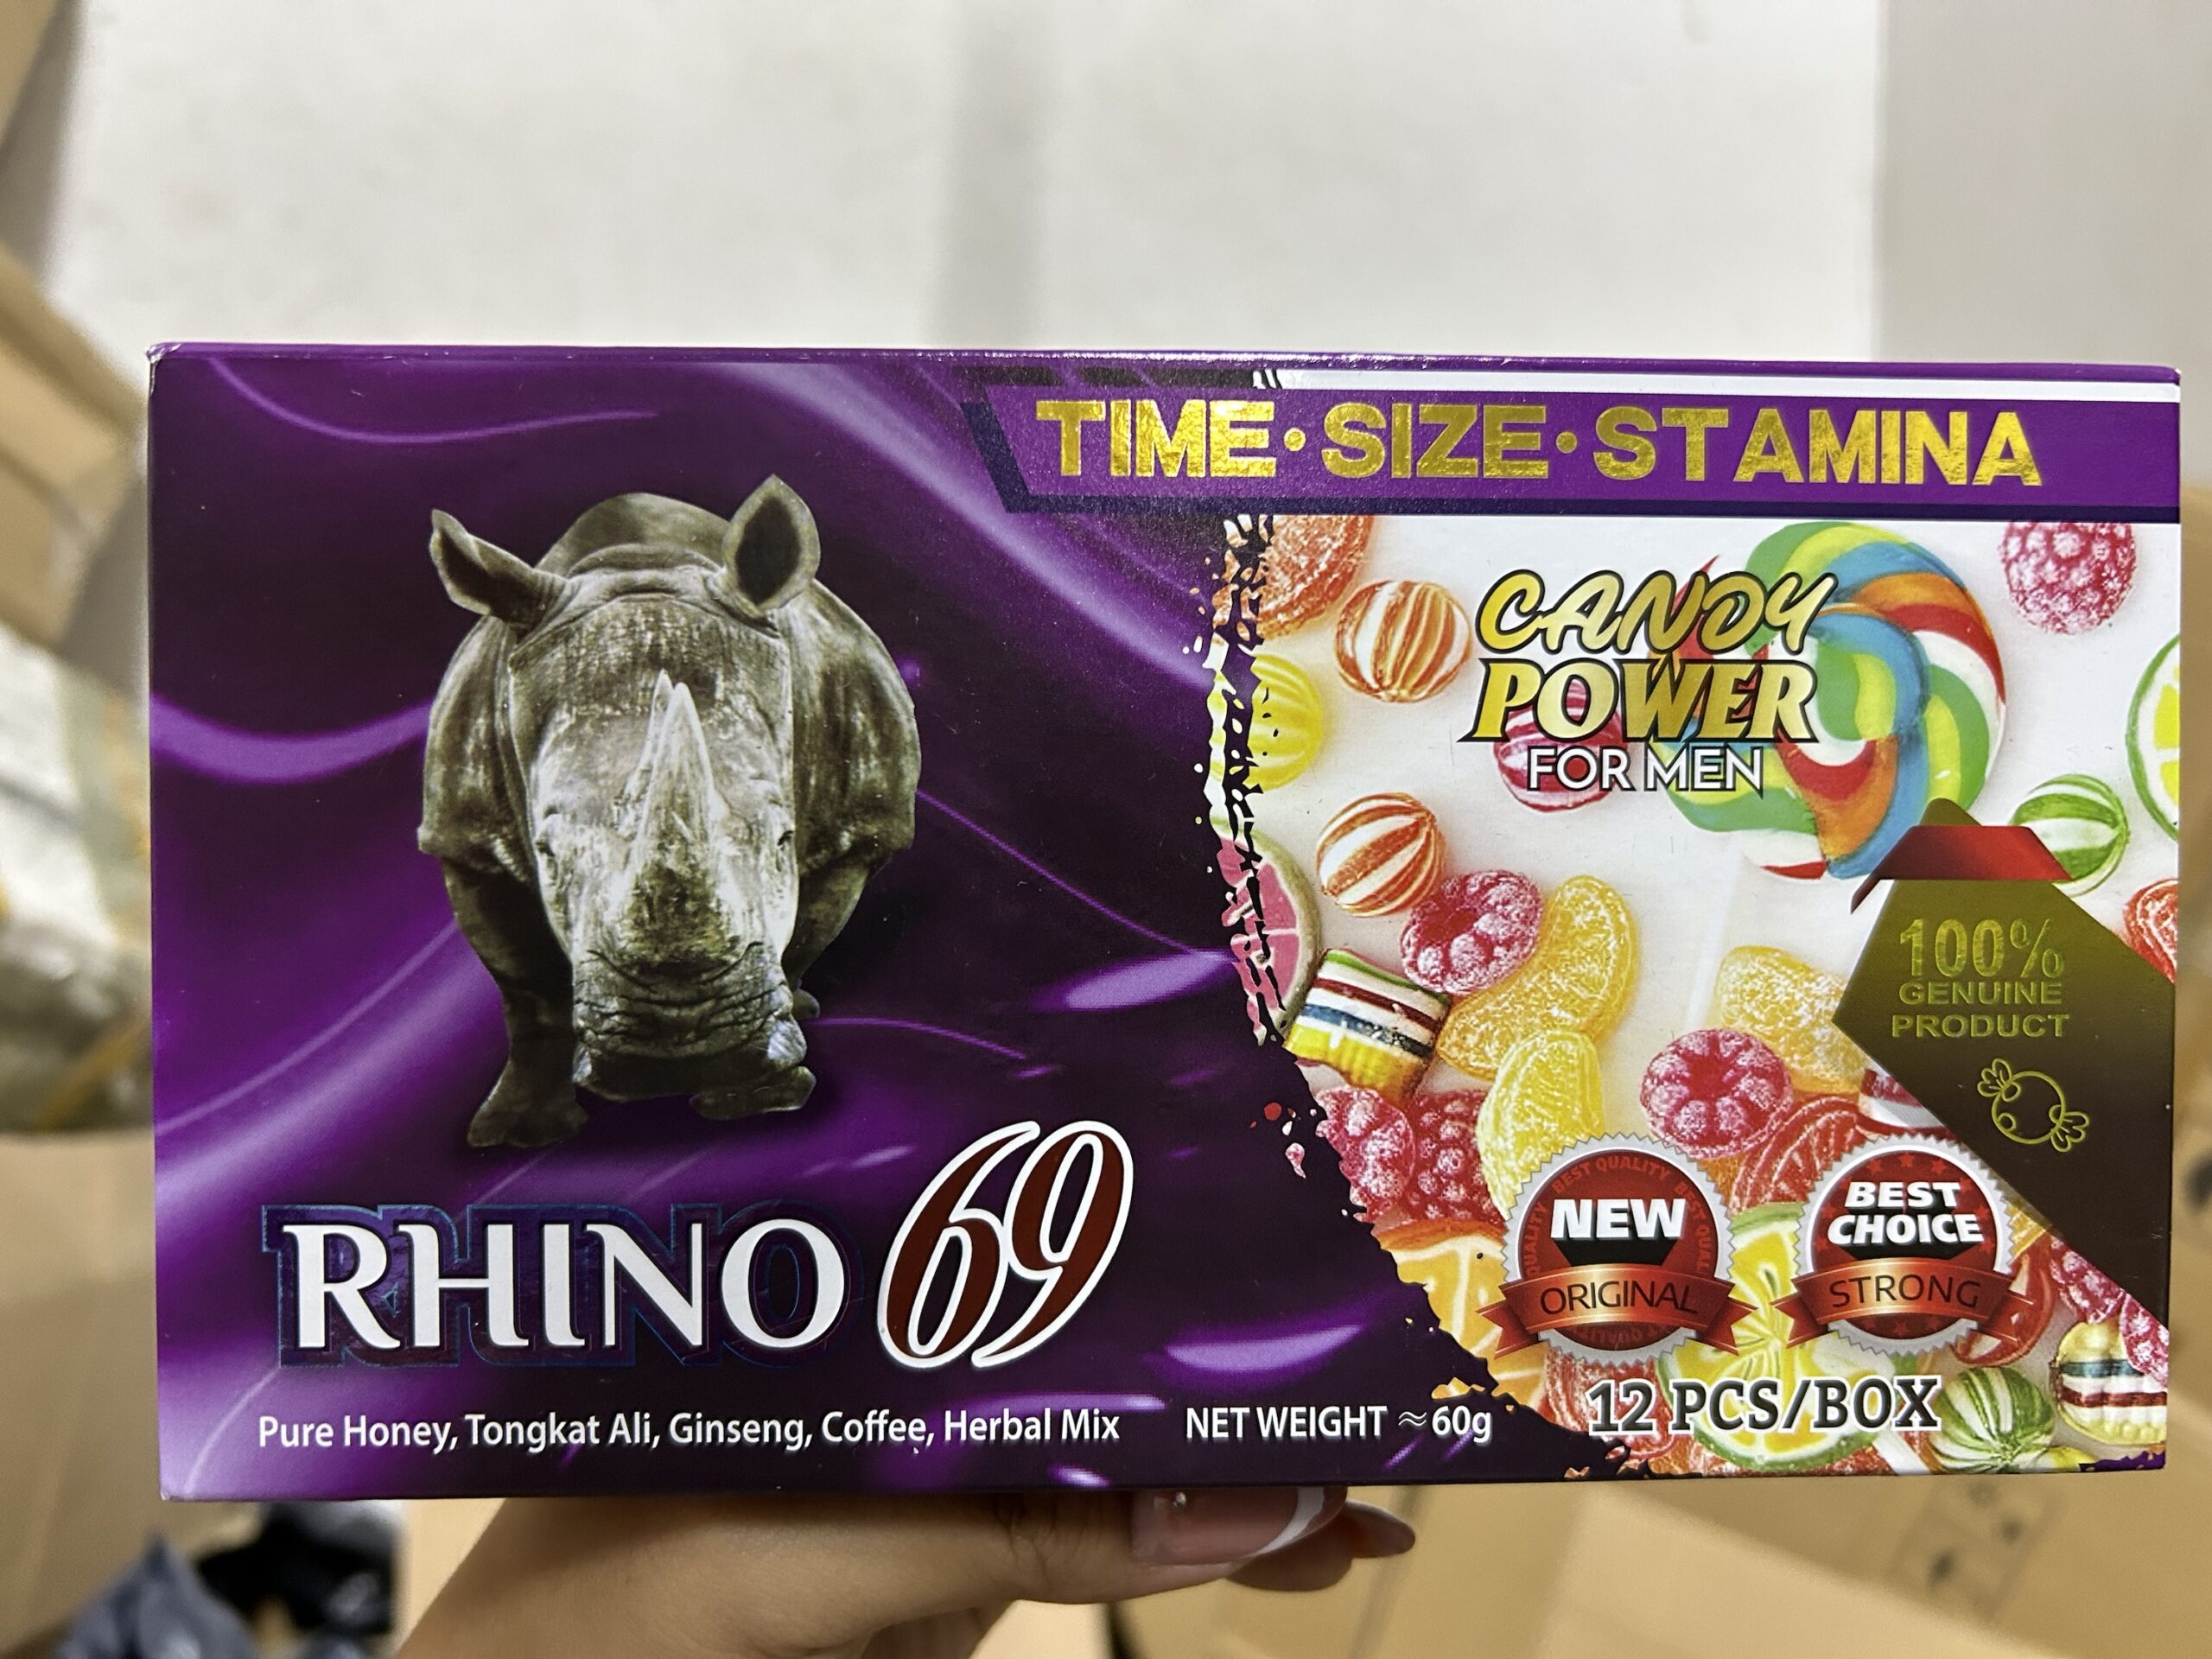 TIME·SIZE·STAMINA
CANDY
POWER
FOR MEN
100%
GENUINE
PRODUCT
RHINO 69
NEW
ORIGINAL
BEST
CHOICE
STRONG
Pure Honey, Tongkat Ali, Ginseng, Coffee, Herbal Mix
NET WEIGHT ≈60g
12 PCS/BOX